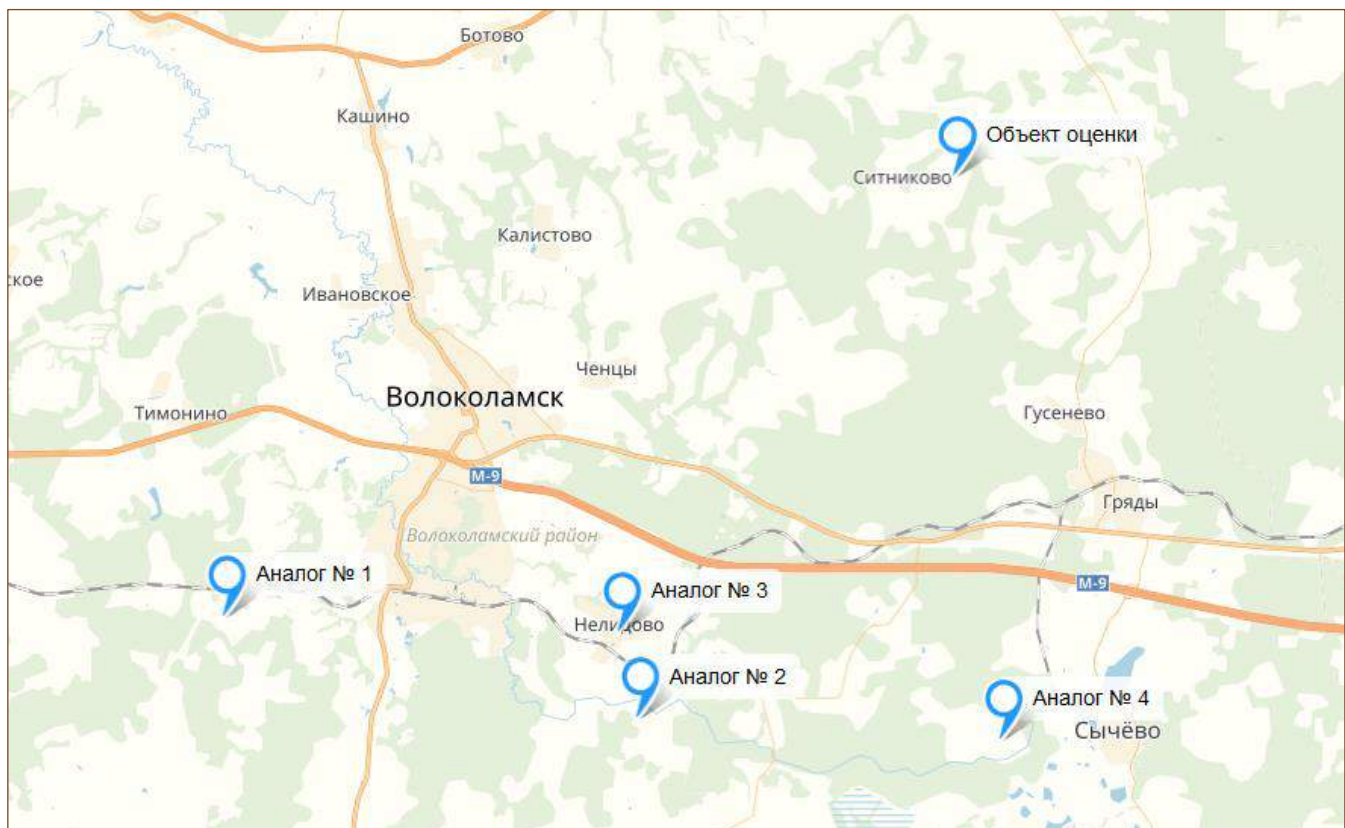 Ботово
Кашино
Объект оценки
Ситниково
Калистово
ское
Ивановское
Ченцы
Волоколамск
Тимонино
Гусенево
М-9
Гряды
Волоколамский район
Аналог № 1
М-9
Аналог № 3
Нелидово
Аналог № 2
Аналог № 4
Сычёво